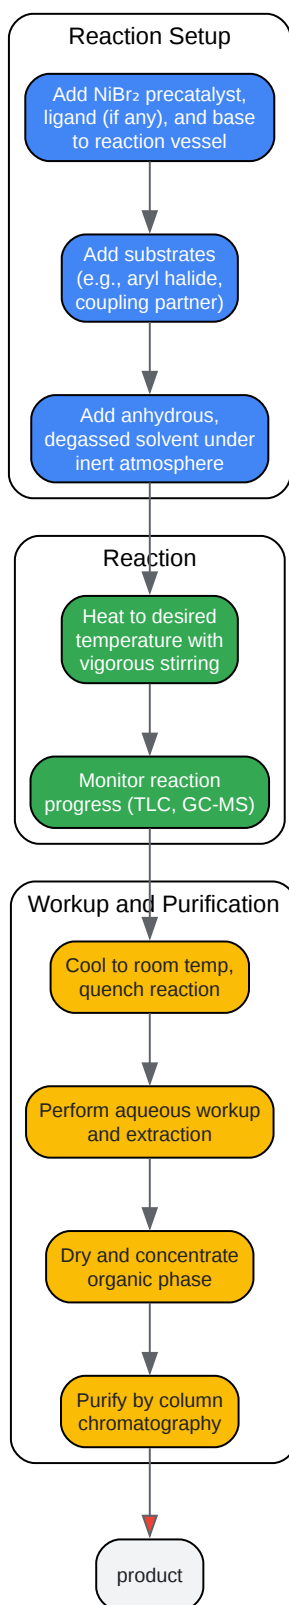 Reaction Setup
Add NiBr₂ precatalyst,
ligand (if any), and base
to reaction vessel
Add substrates
(e.g., aryl halide,
coupling partner)
Add anhydrous,
degassed solvent under
inert atmosphere
Reaction
Heat to desired
temperature with
vigorous stirring
Monitor reaction
progress (TLC, GC-MS)
Workup and Purification
Cool to room temp,
quench reaction
Perform aqueous workup
and extraction
Dry and concentrate
organic phase
Purify by column
chromatography
product